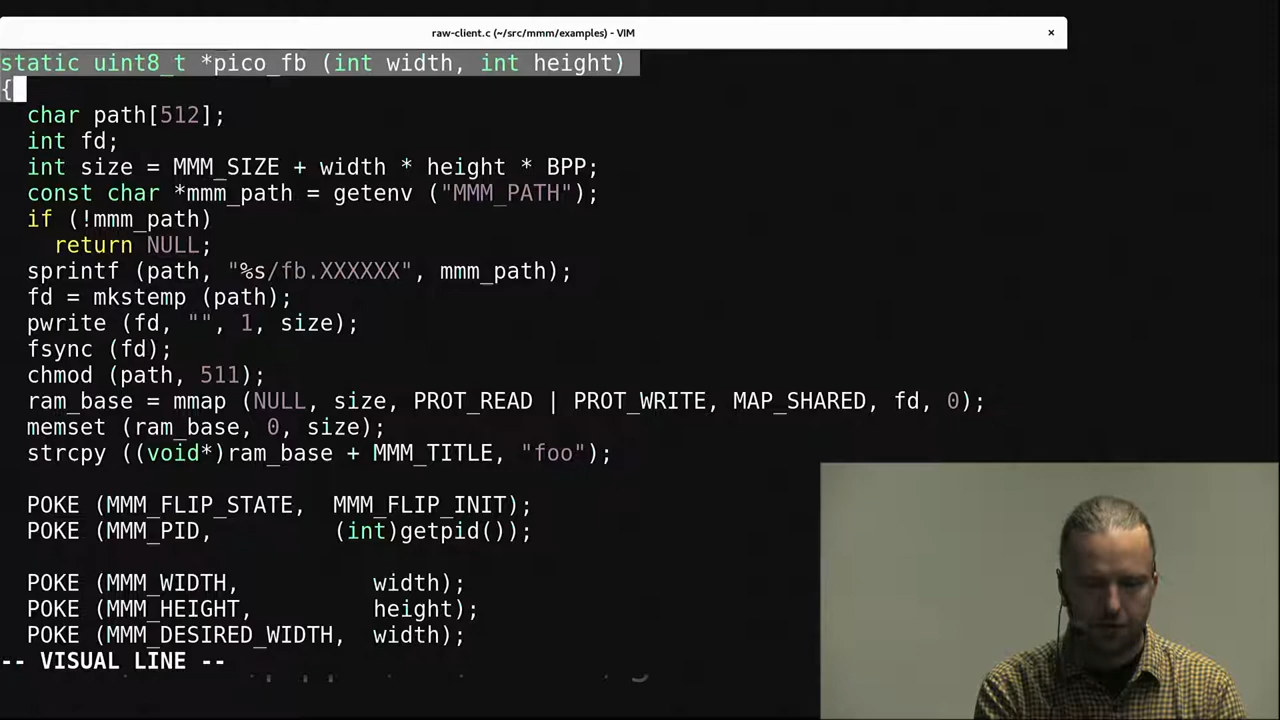 raw-client.c (~/src/mmm/examples) - VIM
×
static uint8_t *pico_fb (int width, int height)
{
  char path[512];
  int fd;
  int size = MMM_SIZE + width * height * BPP;
  const char *mmm_path = getenv ("MMM_PATH");
  if (!mmm_path)
    return NULL;
  sprintf (path, "%s/fb.XXXXXX", mmm_path);
  fd = mkstemp (path);
  pwrite (fd, "", 1, size);
  fsync (fd);
  chmod (path, 511);
  ram_base = mmap (NULL, size, PROT_READ | PROT_WRITE, MAP_SHARED, fd, 0);
  memset (ram_base, 0, size);
  strcpy ((void*)ram_base + MMM_TITLE, "foo");
  POKE (MMM_FLIP_STATE,  MMM_FLIP_INIT);
  POKE (MMM_PID,         (int)getpid());
  POKE (MMM_WIDTH,          width);
  POKE (MMM_HEIGHT,         height);
  POKE (MMM_DESIRED_WIDTH,  width);
-- VISUAL LINE --